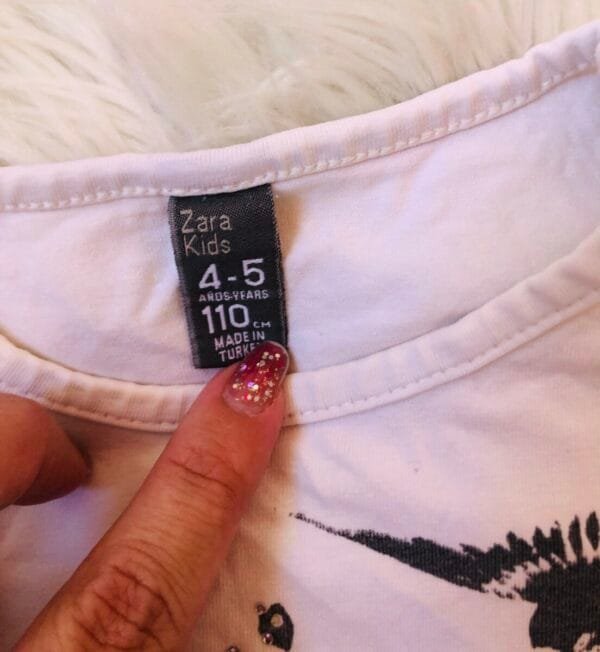 Zara
Kids
4-5
AÑOS-YEARS
110 CM
MADE IN
TURKEY